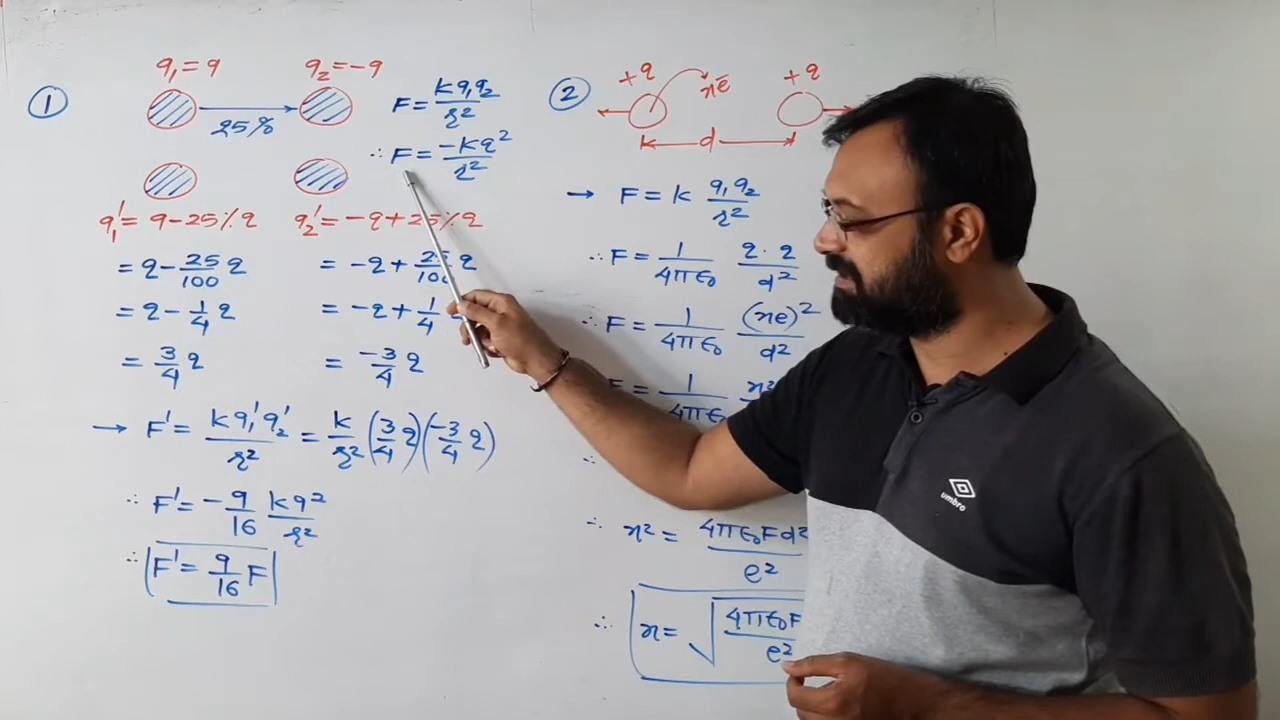 ①
q₁ = q
q₂ = -q
25%
F = kq₁q₂/r²
∴ F = -kq²/r²
q₁' = q - 25% q
= q - 25/100 q
= q - 1/4 q
= 3/4 q
q₂' = -q + 25% q
= -q + 25/100 q
= -q + 1/4
= -3/4 q
→ F' = kq₁'q₂'/r² = k/r² (3/4 q)(-3/4 q)
∴ F' = -9/16 kq²/r²
∴ F' = 9/16 F
②
+q
nē
+q
d
→ F = k q₁q₂/r²
∴ F = 1/4πϵ₀ q·q/d²
∴ F = 1/4πϵ₀ (ne)²/d²
F = 1/4πϵ₀ n²
∴
∴ n² = 4πϵ₀Fd²/e²
∴ n = √4πϵ₀F/e²
umbro